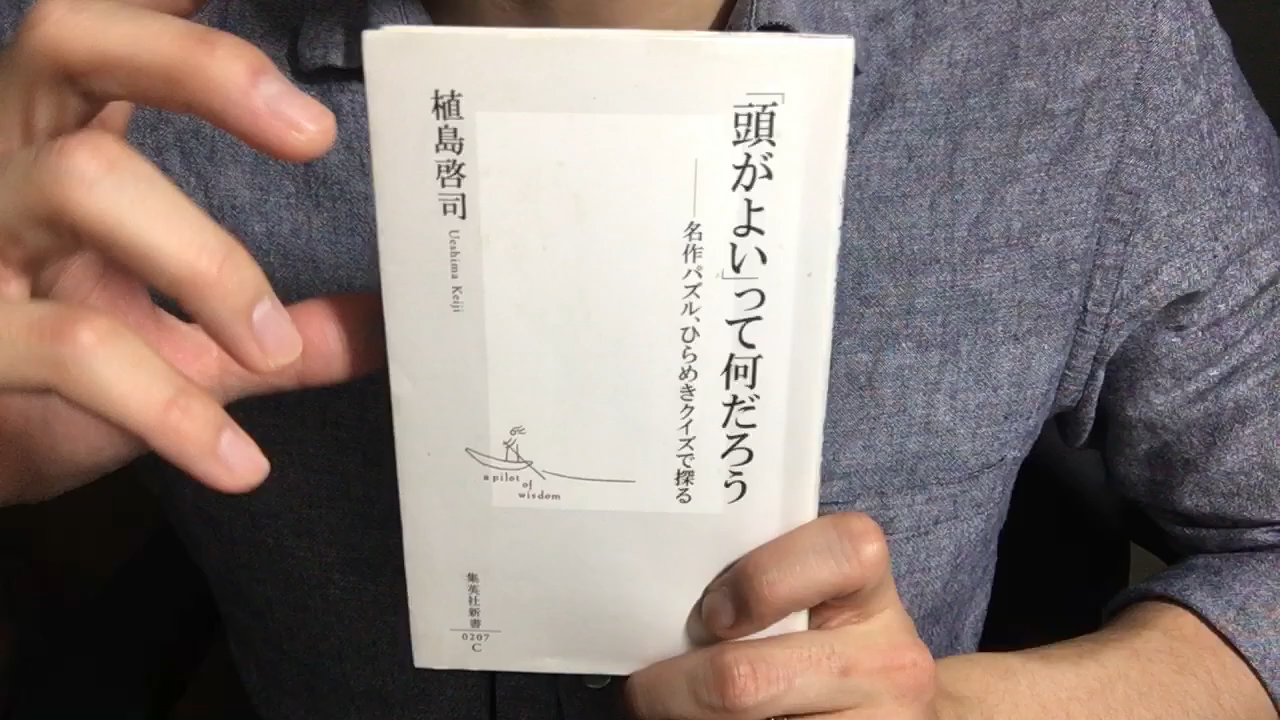 「頭がよい」って何だろう
──名作パズル、ひらめきクイズで探る
植島啓司 Ueshima Keiji
a pilot
of
wisdom
集英社新書
0207
C